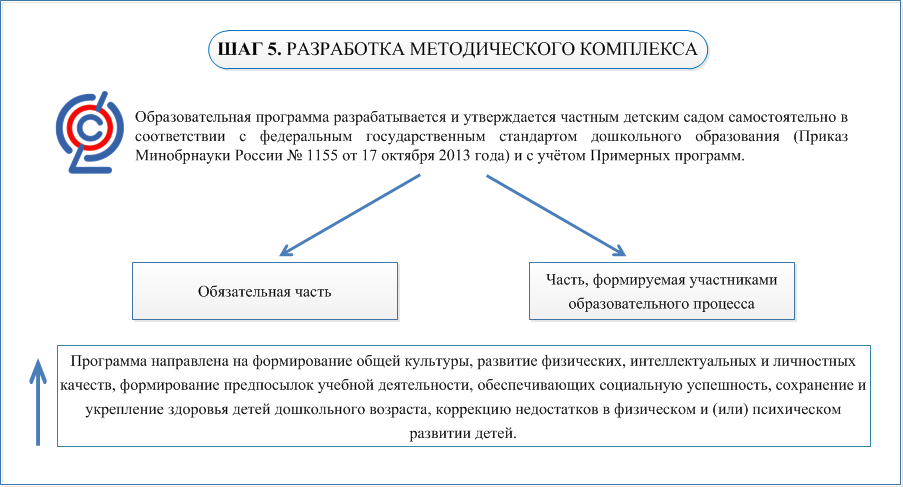 ШАГ 5. РАЗРАБОТКА МЕТОДИЧЕСКОГО КОМПЛЕКСА
Образовательная программа разрабатывается и утверждается частным детским садом самостоятельно в
соответствии с федеральным государственным стандартом дошкольного образования (Приказ
Минобрнауки России № 1155 от 17 октября 2013 года) и с учётом Примерных программ.
Обязательная часть
Часть, формируемая участниками
образовательного процесса
Программа направлена на формирование общей культуры, развитие физических, интеллектуальных и личностных
качеств, формирование предпосылок учебной деятельности, обеспечивающих социальную успешность, сохранение и
укрепление здоровья детей дошкольного возраста, коррекцию недостатков в физическом и (или) психическом
развитии детей.